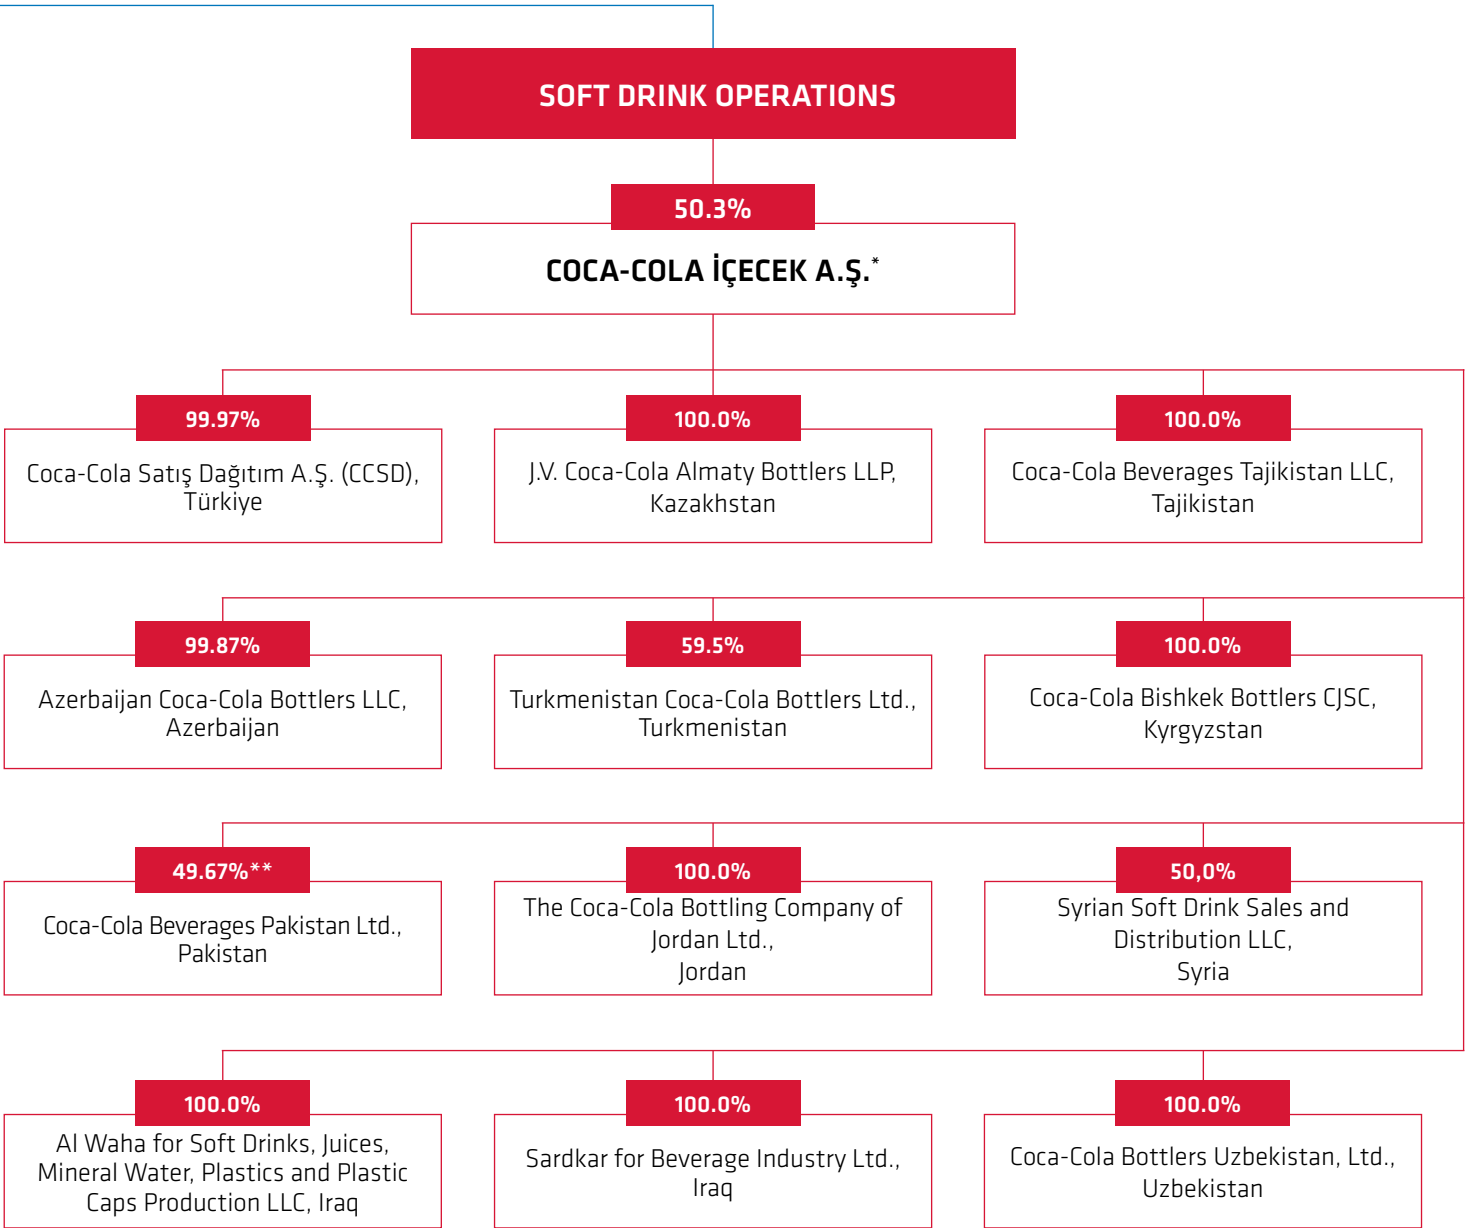 SOFT DRINK OPERATIONS
50.3%
COCA-COLA İÇECEK A.Ş.*
99.97%
Coca-Cola Satış Dağıtım A.Ş. (CCSD),
Türkiye
100.0%
J.V. Coca-Cola Almaty Bottlers LLP,
Kazakhstan
100.0%
Coca-Cola Beverages Tajikistan LLC,
Tajikistan
99.87%
Azerbaijan Coca-Cola Bottlers LLC,
Azerbaijan
59.5%
Turkmenistan Coca-Cola Bottlers Ltd.,
Turkmenistan
100.0%
Coca-Cola Bishkek Bottlers CJSC,
Kyrgyzstan
49.67%**
Coca-Cola Beverages Pakistan Ltd.,
Pakistan
100.0%
The Coca-Cola Bottling Company of
Jordan Ltd.,
Jordan
50,0%
Syrian Soft Drink Sales and
Distribution LLC,
Syria
100.0%
Al Waha for Soft Drinks, Juices,
Mineral Water, Plastics and Plastic
Caps Production LLC, Iraq
100.0%
Sardkar for Beverage Industry Ltd.,
Iraq
100.0%
Coca-Cola Bottlers Uzbekistan, Ltd.,
Uzbekistan